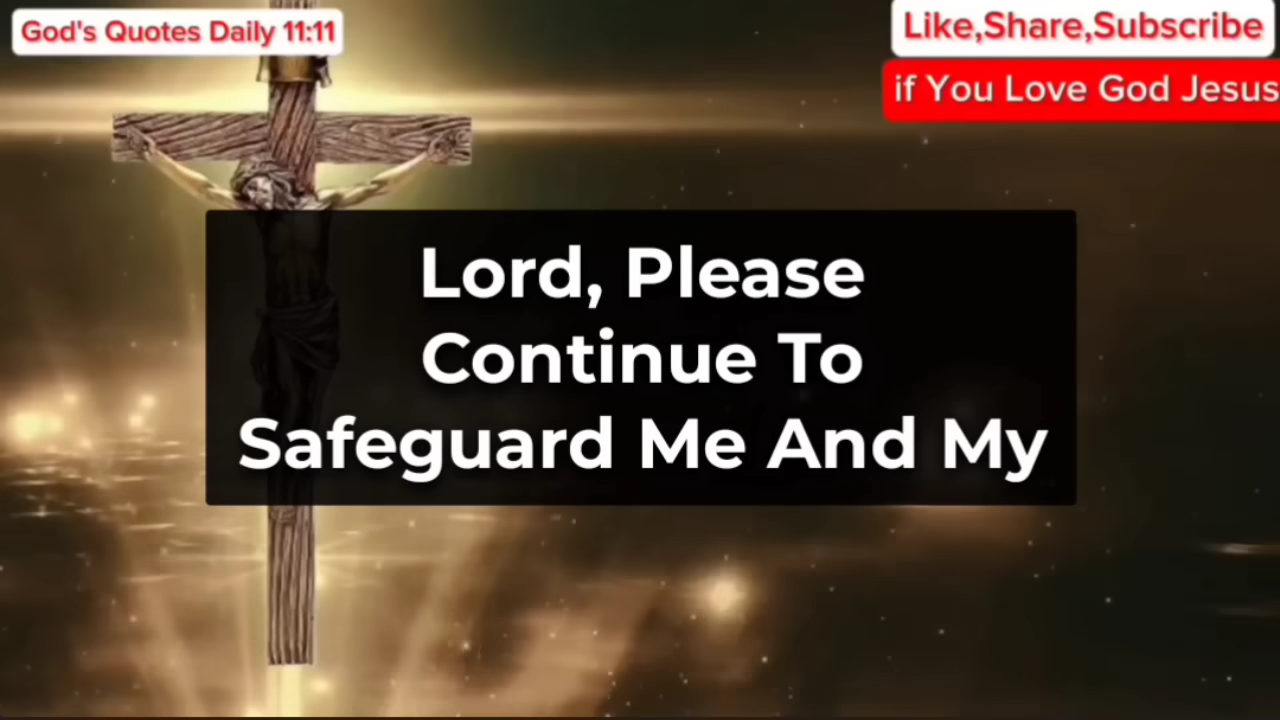 God's Quotes Daily 11:11
Like,Share,Subscribe
if You Love God Jesus
Lord, Please
Continue To
Safeguard Me And My